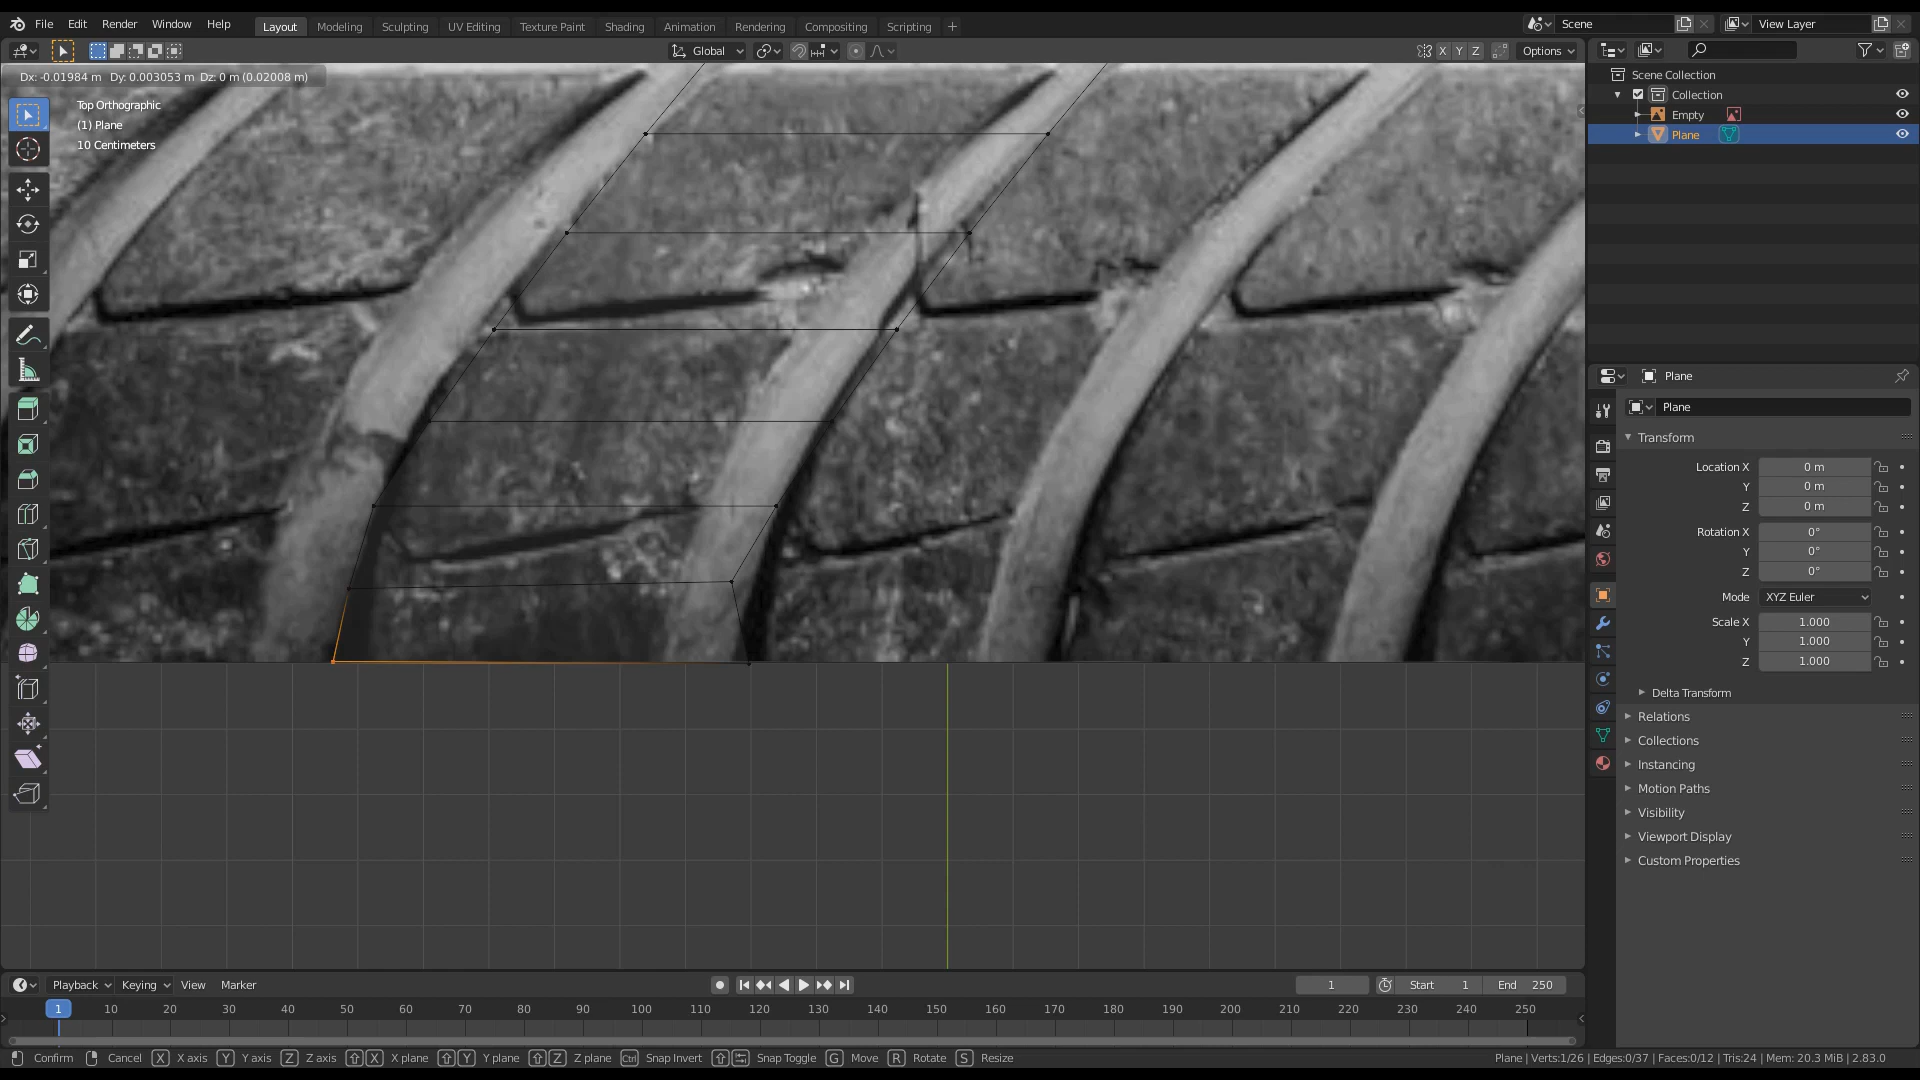 File Edit Render Window Help Layout Modeling Sculpting UV Editing Texture Paint Shading Animation Rendering Compositing Scripting + Scene View Layer
Global X Y Z Options
Dx: -0.01984 m Dy: 0.003053 m Dz: 0 m (0.02008 m)
Top Orthographic
(1) Plane
10 Centimeters
Scene Collection
Collection
Empty
Plane
Plane
Plane
Transform
Location X 0 m
Y 0 m
Z 0 m
Rotation X 0°
Y 0°
Z 0°
Mode XYZ Euler
Scale X 1.000
Y 1.000
Z 1.000
Delta Transform
Relations
Collections
Instancing
Motion Paths
Visibility
Viewport Display
Custom Properties
Playback Keying View Marker 1 Start 1 End 250
1 10 20 30 40 50 60 70 80 90 100 110 120 130 140 150 160 170 180 190 200 210 220 230 240 250
Confirm Cancel X X axis Y Y axis Z Z axis X X plane Y Y plane Z Z plane Ctrl Snap Invert Snap Toggle G Move R Rotate S Resize Plane | Verts:1/26 | Edges:0/37 | Faces:0/12 | Tris:24 | Mem: 20.3 MiB | 2.83.0